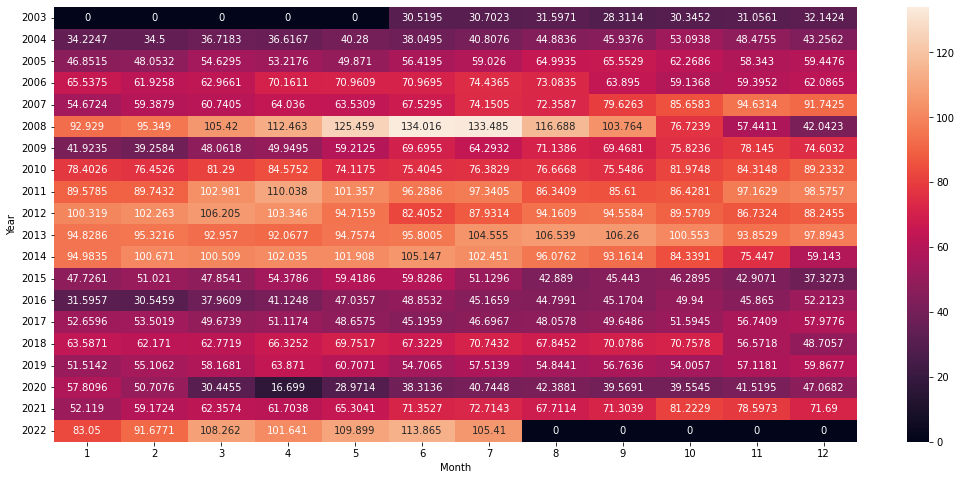 2003 0 0 0 0 0 30.5195 30.7023 31.5971 28.3114 30.3452 31.0561 32.1424
2004 34.2247 34.5 36.7183 36.6167 40.28 38.0495 40.8076 44.8836 45.9376 53.0938 48.4755 43.2562
2005 46.8515 48.0532 54.6295 53.2176 49.871 56.4195 59.026 64.9935 65.5529 62.2686 58.343 59.4476
2006 65.5375 61.9258 62.9661 70.1611 70.9609 70.9695 74.4365 73.0835 63.895 59.1368 59.3952 62.0865
2007 54.6724 59.3879 60.7405 64.036 63.5309 67.5295 74.1505 72.3587 79.6263 85.6583 94.6314 91.7425
2008 92.929 95.349 105.42 112.463 125.459 134.016 133.485 116.688 103.764 76.7239 57.4411 42.0423
2009 41.9235 39.2584 48.0618 49.9495 59.2125 69.6955 64.2932 71.1386 69.4681 75.8236 78.145 74.6032
2010 78.4026 76.4526 81.29 84.5752 74.1175 75.4045 76.3829 76.6668 75.5486 81.9748 84.3148 89.2332
2011 89.5785 89.7432 102.981 110.038 101.357 96.2886 97.3405 86.3409 85.61 86.4281 97.1629 98.5757
2012 100.319 102.263 106.205 103.346 94.7159 82.4052 87.9314 94.1609 94.5584 89.5709 86.7324 88.2455
2013 94.8286 95.3216 92.957 92.0677 94.7574 95.8005 104.555 106.539 106.26 100.553 93.8529 97.8943
2014 94.9835 100.671 100.509 102.035 101.908 105.147 102.451 96.0762 93.1614 84.3391 75.447 59.143
2015 47.7261 51.021 47.8541 54.3786 59.4186 59.8286 51.1296 42.889 45.443 46.2895 42.9071 37.3273
2016 31.5957 30.5459 37.9609 41.1248 47.0357 48.8532 45.1659 44.7991 45.1704 49.94 45.865 52.2123
2017 52.6596 53.5019 49.6739 51.1174 48.6575 45.1959 46.6967 48.0578 49.6486 51.5945 56.7409 57.9776
2018 63.5871 62.171 62.7719 66.3252 69.7517 67.3229 70.7432 67.8452 70.0786 70.7578 56.5718 48.7057
2019 51.5142 55.1062 58.1681 63.871 60.7071 54.7065 57.5139 54.8441 56.7636 54.0057 57.1181 59.8677
2020 57.8096 50.7076 30.4455 16.699 28.9714 38.3136 40.7448 42.3881 39.5691 39.5545 41.5195 47.0682
2021 52.119 59.1724 62.3574 61.7038 65.3041 71.3527 72.7143 67.7114 71.3039 81.2229 78.5973 71.69
2022 83.05 91.6771 108.262 101.641 109.899 113.865 105.41 0 0 0 0 0
1 2 3 4 5 6 7 8 9 10 11 12
Month
Year
120
100
80
60
40
20
0